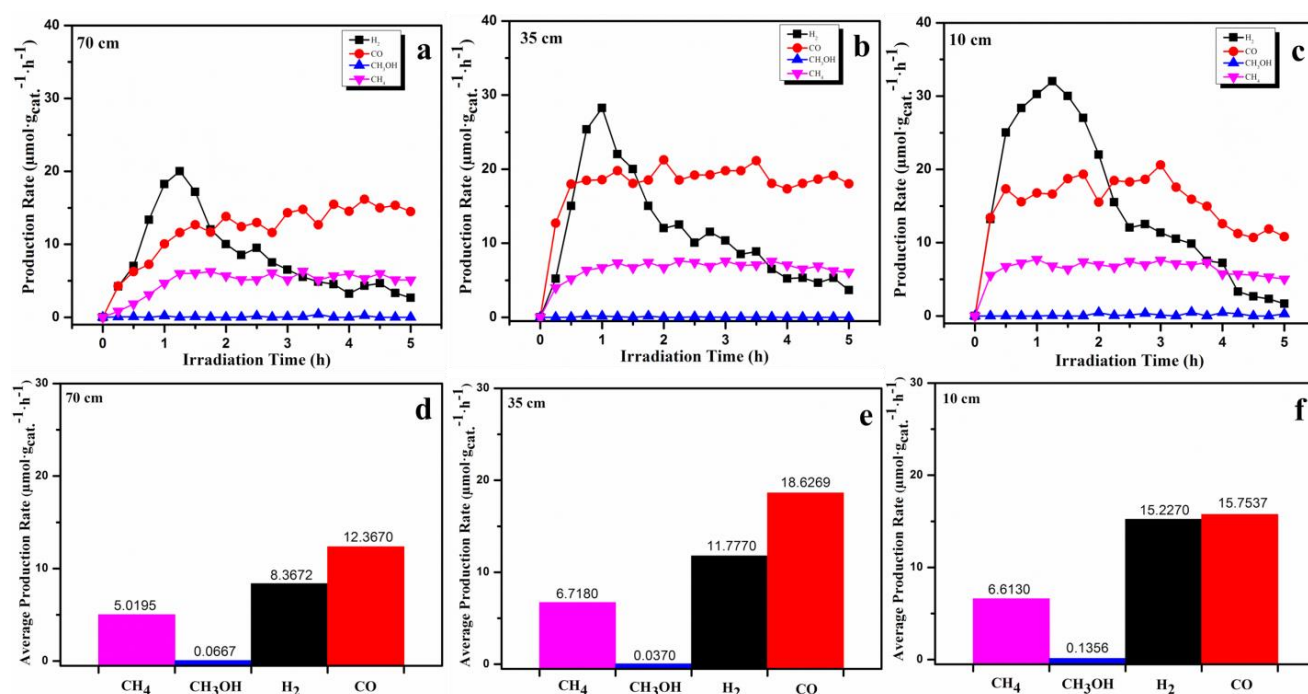 70 cm
a
H2
CO
CH3OH
CH4
40
30
20
10
0
Production Rate (μmol·gcat.-1·h-1)
0 1 2 3 4 5
Irradiation Time (h)
35 cm
b
H2
CO
CH3OH
CH4
40
30
20
10
0
Production Rate (μmol·gcat.-1·h-1)
0 1 2 3 4 5
Irradiation Time (h)
10 cm
c
H2
CO
CH3OH
CH4
40
30
20
10
0
Production Rate (μmol·gcat.-1·h-1)
0 1 2 3 4 5
Irradiation Time (h)
70 cm
d
30
20
10
0
Average Production Rate (μmol·gcat.-1·h-1)
5.0195
0.0667
8.3672
12.3670
CH4 CH3OH H2 CO
35 cm
e
30
20
10
0
Average Production Rate (μmol·gcat.-1·h-1)
6.7180
0.0370
11.7770
18.6269
CH4 CH3OH H2 CO
10 cm
f
30
20
10
0
Average Production Rate (μmol·gcat.-1·h-1)
6.6130
0.1356
15.2270
15.7537
CH4 CH3OH H2 CO